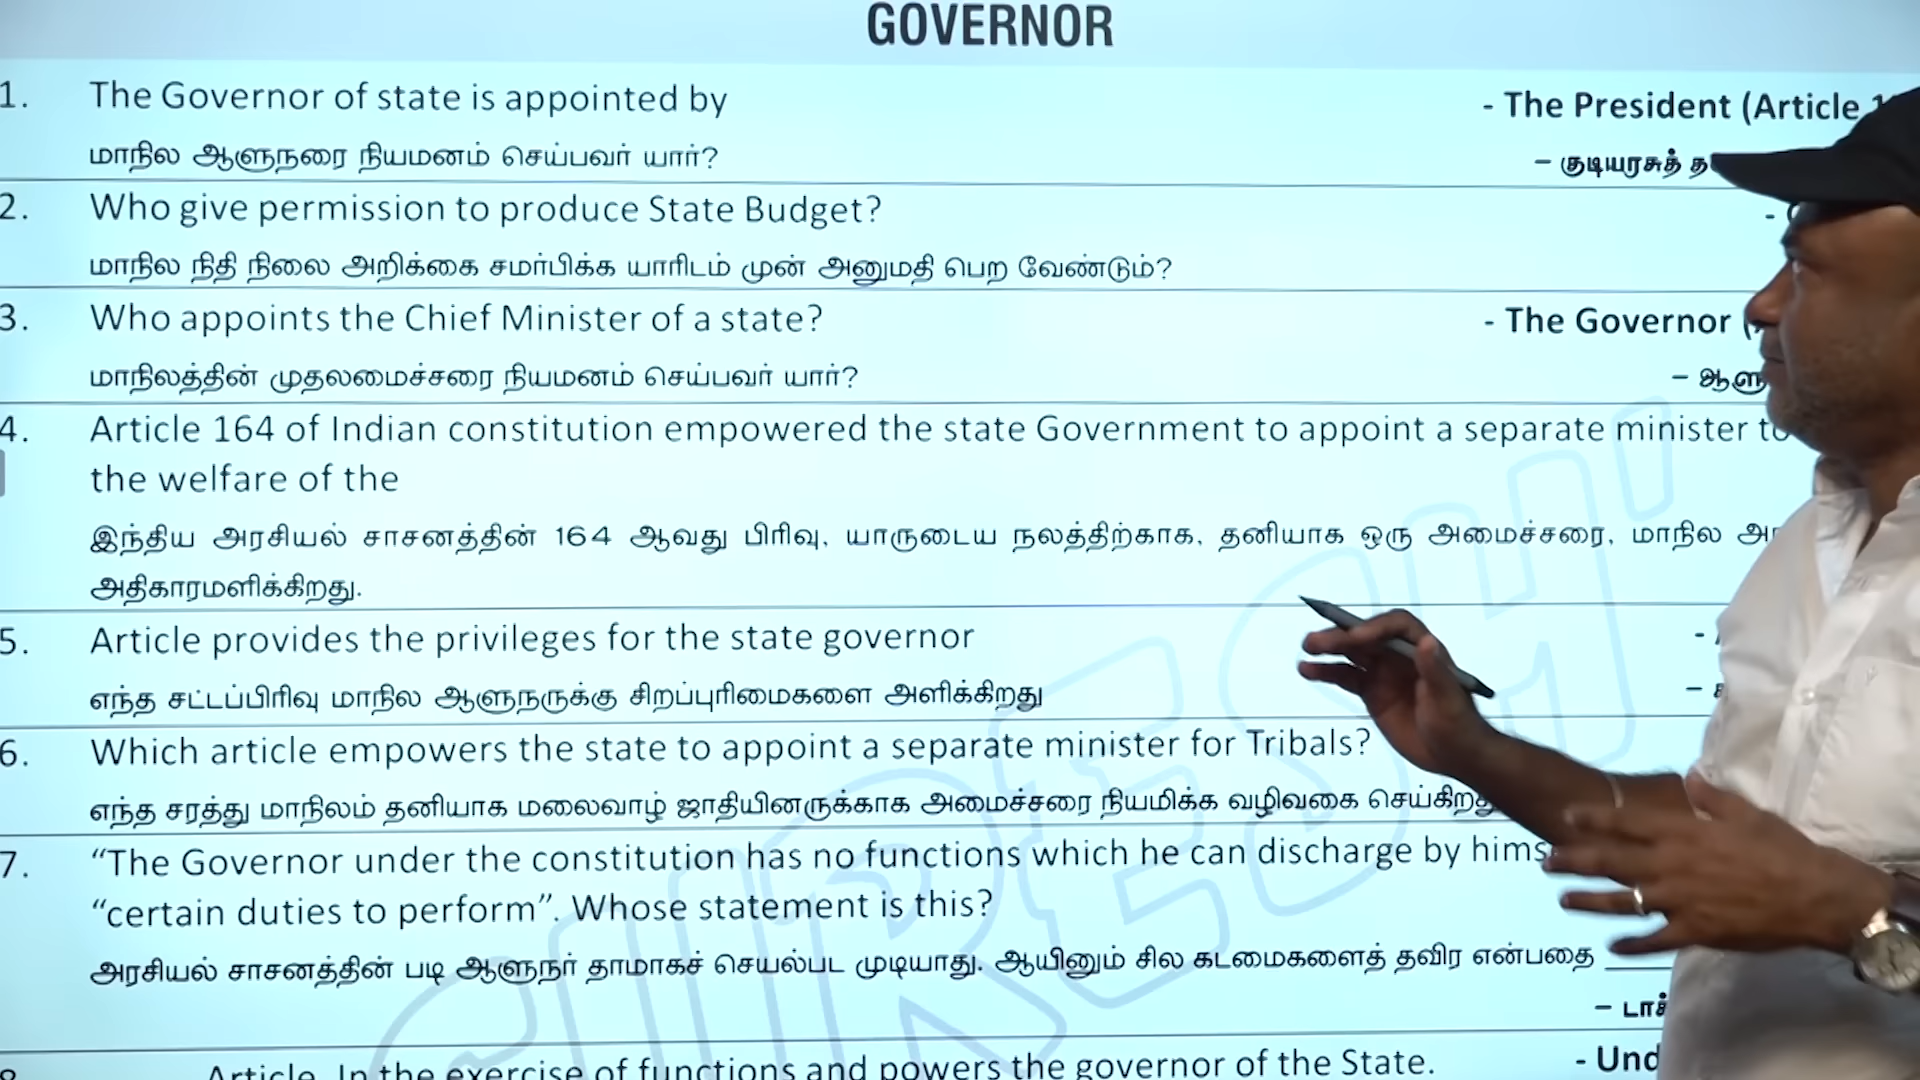 GOVERNOR
1. The Governor of state is appointed by - The President (Article
மாநில ஆளுநரை நியமனம் செய்பவர் யார்? – குடியரசுத்
2. Who give permission to produce State Budget? -
மாநில நிதி நிலை அறிக்கை சமர்பிக்க யாரிடம் முன் அனுமதி பெற வேண்டும்?
3. Who appoints the Chief Minister of a state? - The Governor
மாநிலத்தின் முதலமைச்சரை நியமனம் செய்பவர் யார்? –
4. Article 164 of Indian constitution empowered the state Government to appoint a separate minister to
the welfare of the
இந்திய அரசியல் சாசனத்தின் 164 ஆவது பிரிவு, யாருடைய நலத்திற்காக, தனியாக ஒரு அமைச்சரை, மாநில
அதிகாரமளிக்கிறது.
5. Article provides the privileges for the state governor -
எந்த சட்டப்பிரிவு மாநில ஆளுநருக்கு சிறப்புரிமைகளை அளிக்கிறது –
6. Which article empowers the state to appoint a separate minister for Tribals?
எந்த சரத்து மாநிலம் தனியாக மலைவாழ் ஜாதியினருக்காக அமைச்சரை நியமிக்க வழிவகை
7. “The Governor under the constitution has no functions which he can discharge by
“certain duties to perform”. Whose statement is this?
அரசியல் சாசனத்தின் படி ஆளுநர் தாமாகச் செயல்பட முடியாது. ஆயினும் சில கடமைகளைத் தவிர என்பதை
–
Article. In the exercise of functions and powers the governor of the State. -
SURESH'